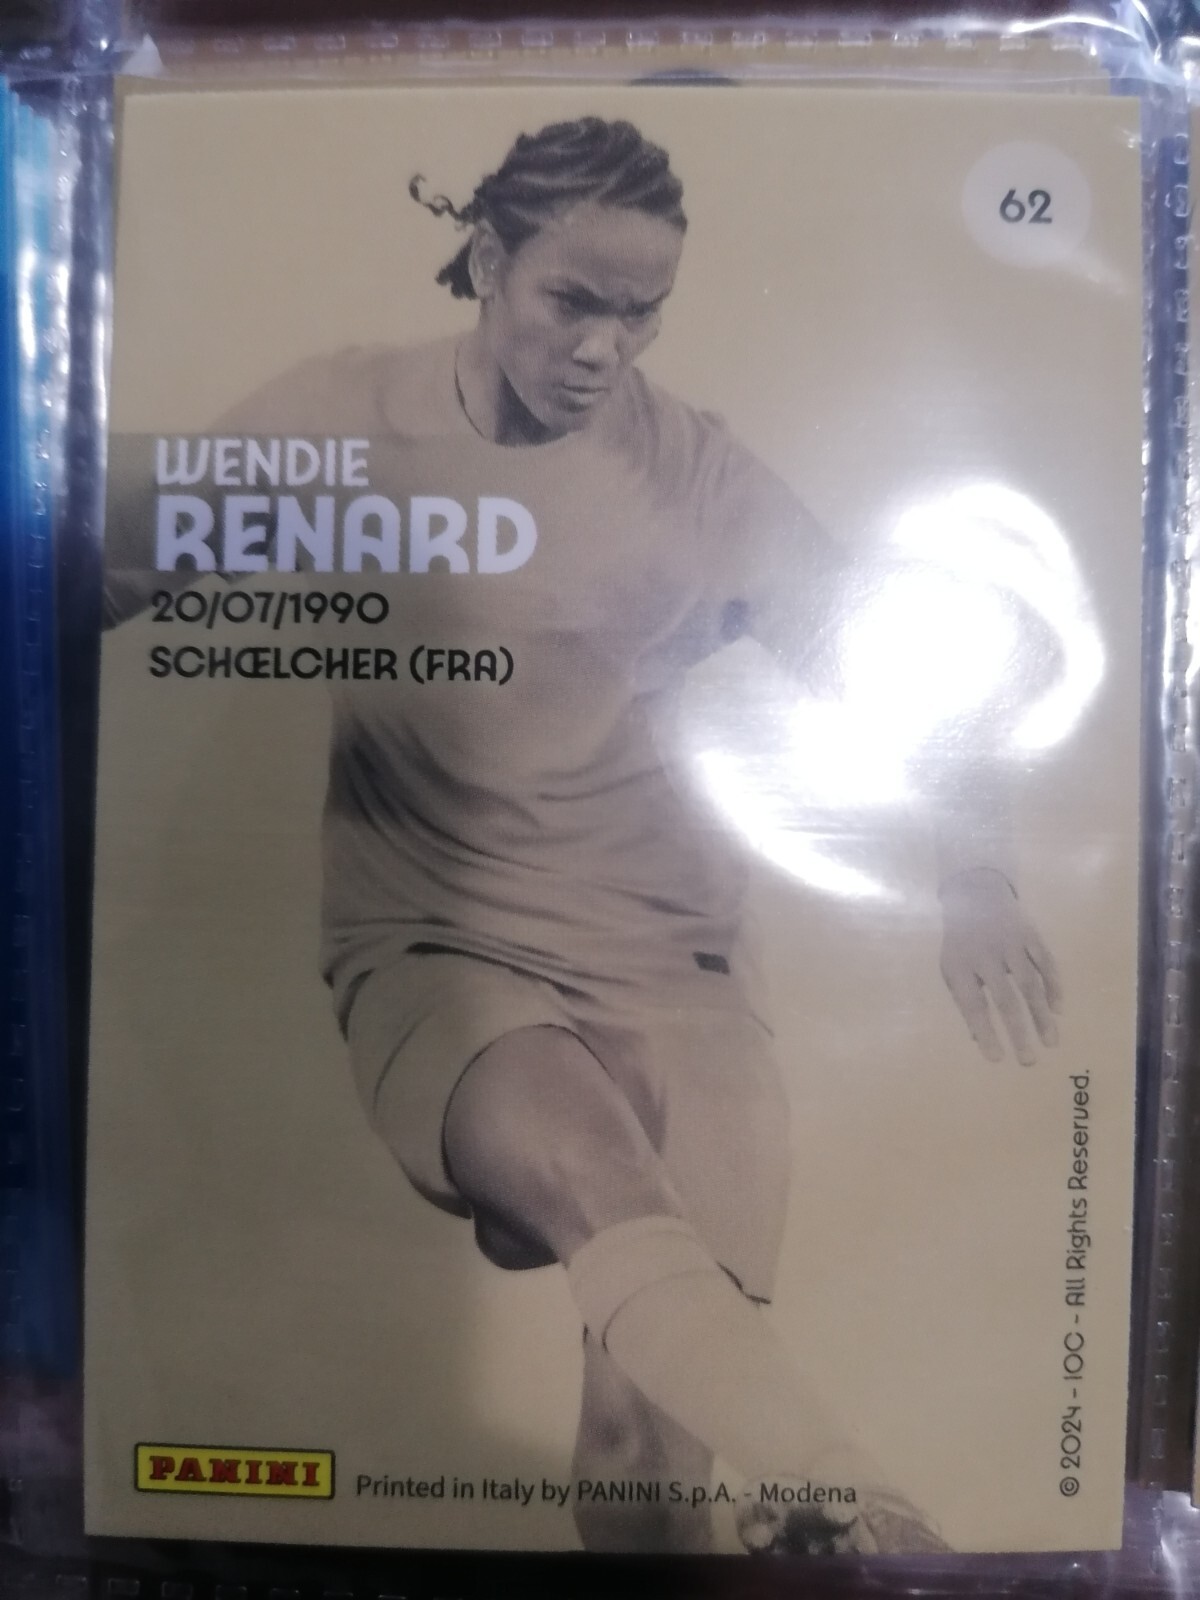 62
WENDIE
RENARD
20/07/1990
SCHŒLCHER (FRA)
© 2024 - IOC - All Rights Reserved.
PANINI
Printed in Italy by PANINI S.p.A. - Modena